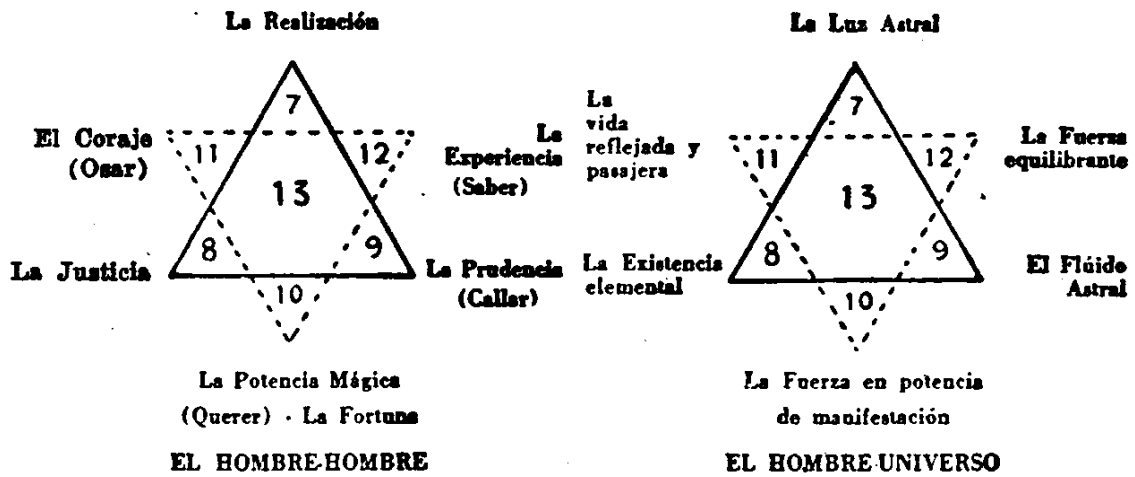 La Realización
7
El Coraje
(Osar)
11
12
La
Experiencia
(Saber)
13
La Justicia
8
9
La Prudencia
(Callar)
10
La Potencia Mágica
(Querer) · La Fortuna
EL HOMBRE-HOMBRE
La Luz Astral
7
La
vida
reflejada y
pasajera
11
12
La Fuerza
equilibrante
13
La Existencia
elemental
8
9
El Flúido
Astral
10
La Fuerza en potencia
de manifestación
EL HOMBRE UNIVERSO